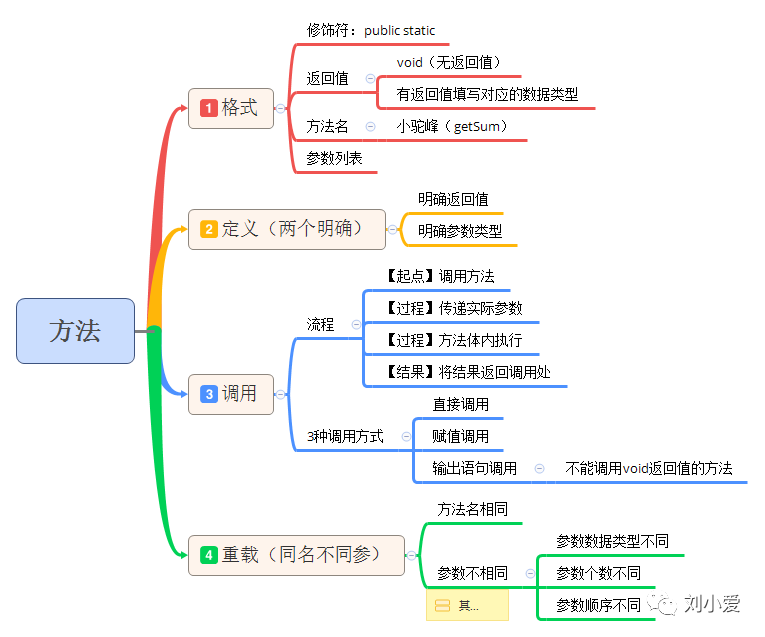 方法
1 格式
修饰符：public static
返回值
void（无返回值）
有返回值填写对应的数据类型
方法名
小驼峰（getSum）
参数列表
2 定义（两个明确）
明确返回值
明确参数类型
3 调用
流程
【起点】调用方法
【过程】传递实际参数
【过程】方法体内执行
【结果】将结果返回调用处
3种调用方式
直接调用
赋值调用
输出语句调用
不能调用void返回值的方法
4 重载（同名不同参）
方法名相同
参数不相同
参数数据类型不同
参数个数不同
参数顺序不同
其...
刘小爱